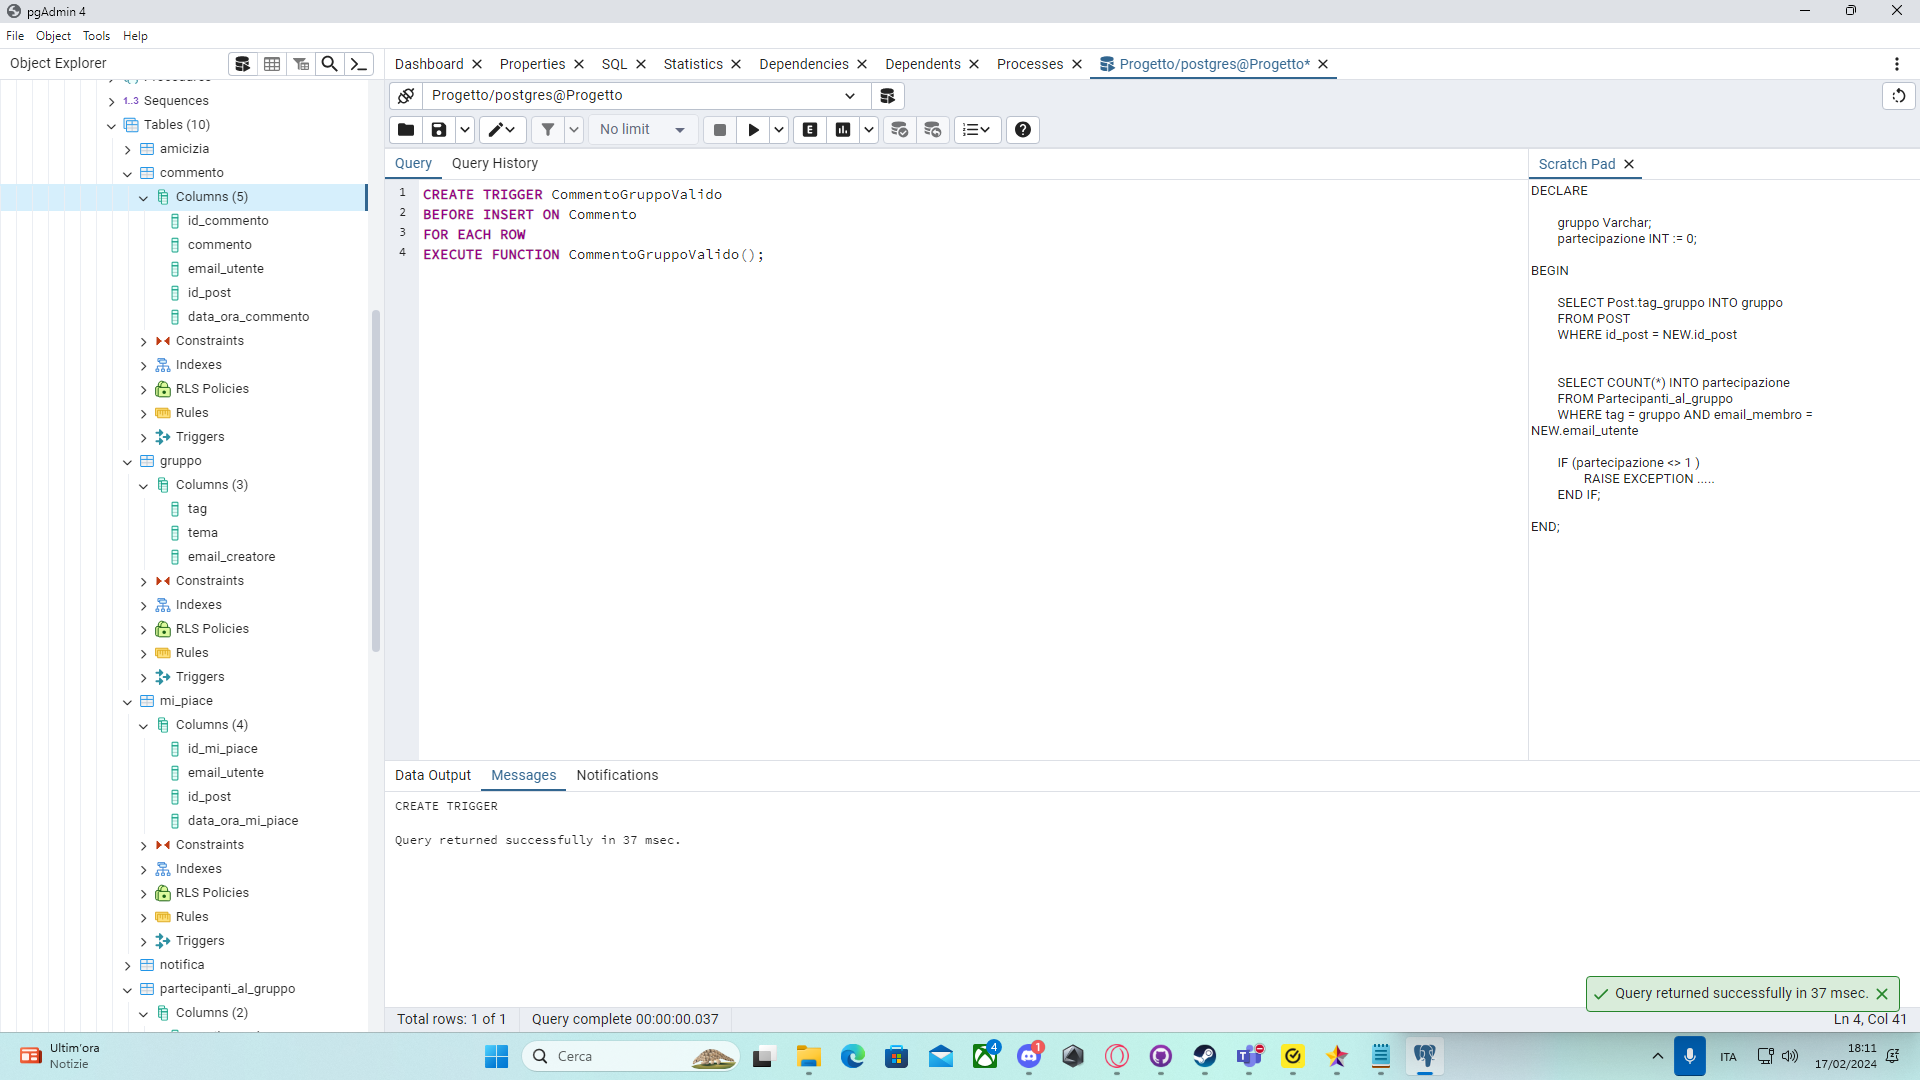 pgAdmin 4
File Object Tools Help
Object Explorer
Dashboard Properties SQL Statistics Dependencies Dependents Processes Progetto/postgres@Progetto*
Progetto/postgres@Progetto
No limit
E
Query Query History
Scratch Pad
1..3 Sequences
Tables (10)
amicizia
commento
Columns (5)
id_commento
commento
email_utente
id_post
data_ora_commento
Constraints
Indexes
RLS Policies
Rules
Triggers
gruppo
Columns (3)
tag
tema
email_creatore
Constraints
Indexes
RLS Policies
Rules
Triggers
mi_piace
Columns (4)
id_mi_piace
email_utente
id_post
data_ora_mi_piace
Constraints
Indexes
RLS Policies
Rules
Triggers
notifica
partecipanti_al_gruppo
Columns (2)
1 CREATE TRIGGER CommentoGruppoValido
2 BEFORE INSERT ON Commento
3 FOR EACH ROW
4 EXECUTE FUNCTION CommentoGruppoValido();
DECLARE
gruppo Varchar;
partecipazione INT := 0;
BEGIN
SELECT Post.tag_gruppo INTO gruppo
FROM POST
WHERE id_post = NEW.id_post
SELECT COUNT(*) INTO partecipazione
FROM Partecipanti_al_gruppo
WHERE tag = gruppo AND email_membro =
NEW.email_utente
IF (partecipazione <> 1 )
RAISE EXCEPTION .....
END IF;
END;
Data Output Messages Notifications
CREATE TRIGGER
Query returned successfully in 37 msec.
Query returned successfully in 37 msec.
Total rows: 1 of 1 Query complete 00:00:00.037
Ln 4, Col 41
Ultim'ora
Notizie
Cerca
4
1
ITA
18:11
17/02/2024